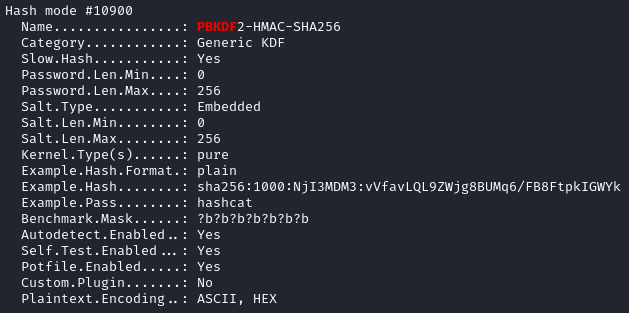 Hash mode #10900
  Name................: PBKDF2-HMAC-SHA256
  Category............: Generic KDF
  Slow.Hash...........: Yes
  Password.Len.Min....: 0
  Password.Len.Max....: 256
  Salt.Type...........: Embedded
  Salt.Len.Min........: 0
  Salt.Len.Max........: 256
  Kernel.Type(s)......: pure
  Example.Hash.Format.: plain
  Example.Hash........: sha256:1000:NjI3MDM3:vVfavLQL9ZWjg8BUMq6/FB8FtpkIGWYk
  Example.Pass........: hashcat
  Benchmark.Mask......: ?b?b?b?b?b?b?b
  Autodetect.Enabled..: Yes
  Self.Test.Enabled...: Yes
  Potfile.Enabled.....: Yes
  Custom.Plugin.......: No
  Plaintext.Encoding..: ASCII, HEX